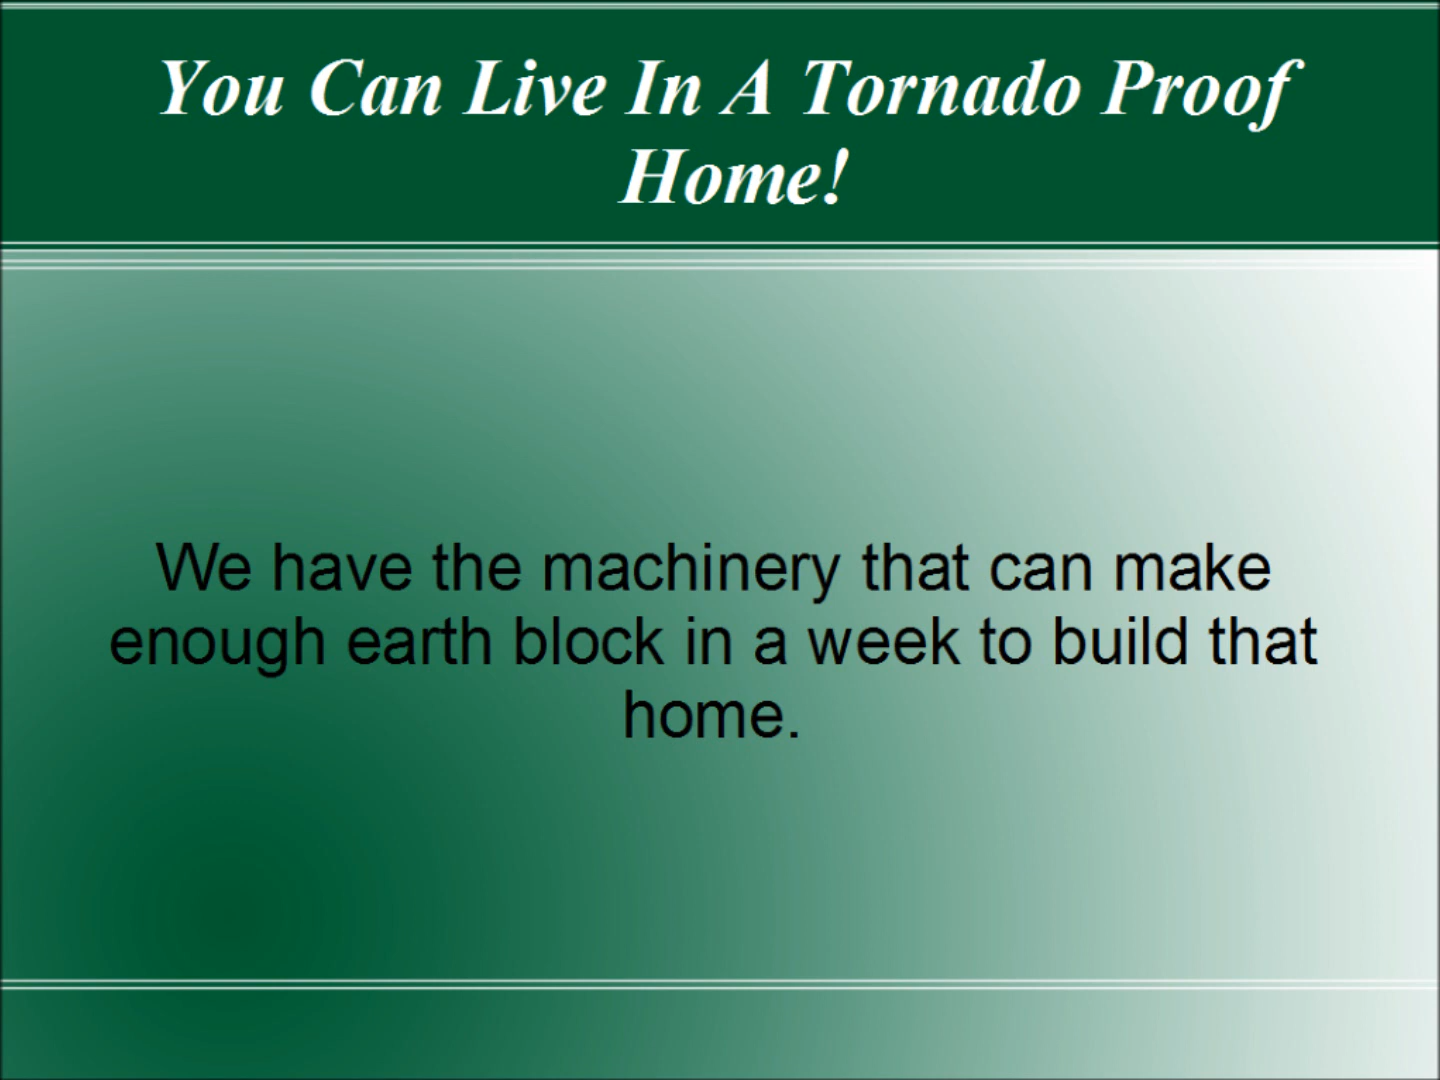 You Can Live In A Tornado Proof
Home!
We have the machinery that can make
enough earth block in a week to build that
home.